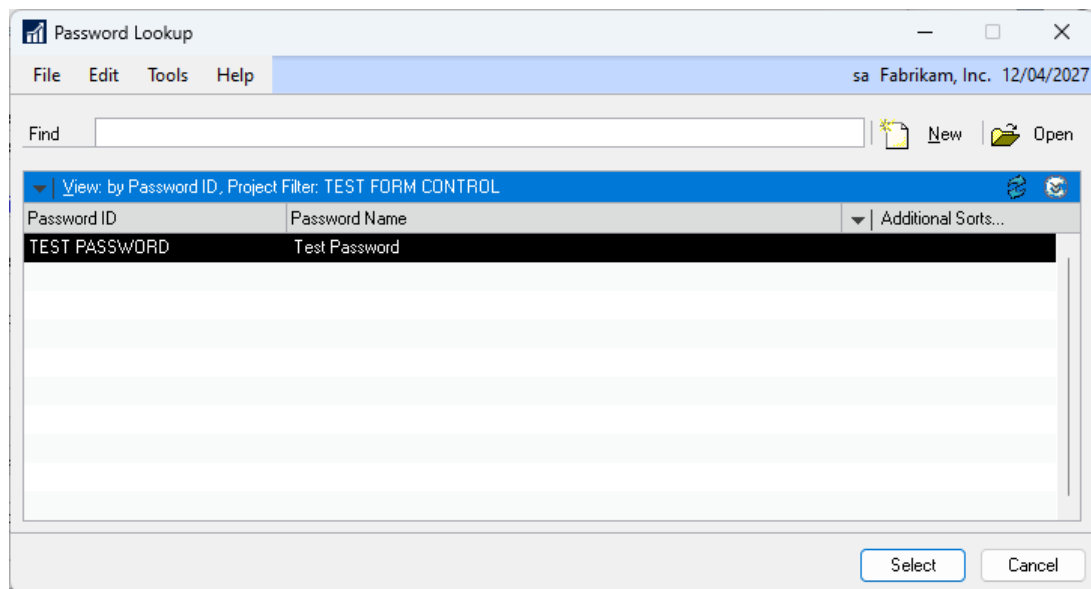 Password Lookup
File Edit Tools Help sa Fabrikam, Inc. 12/04/2027
Find New Open
View: by Password ID, Project Filter: TEST FORM CONTROL
Password ID Password Name Additional Sorts...
TEST PASSWORD Test Password
Select Cancel